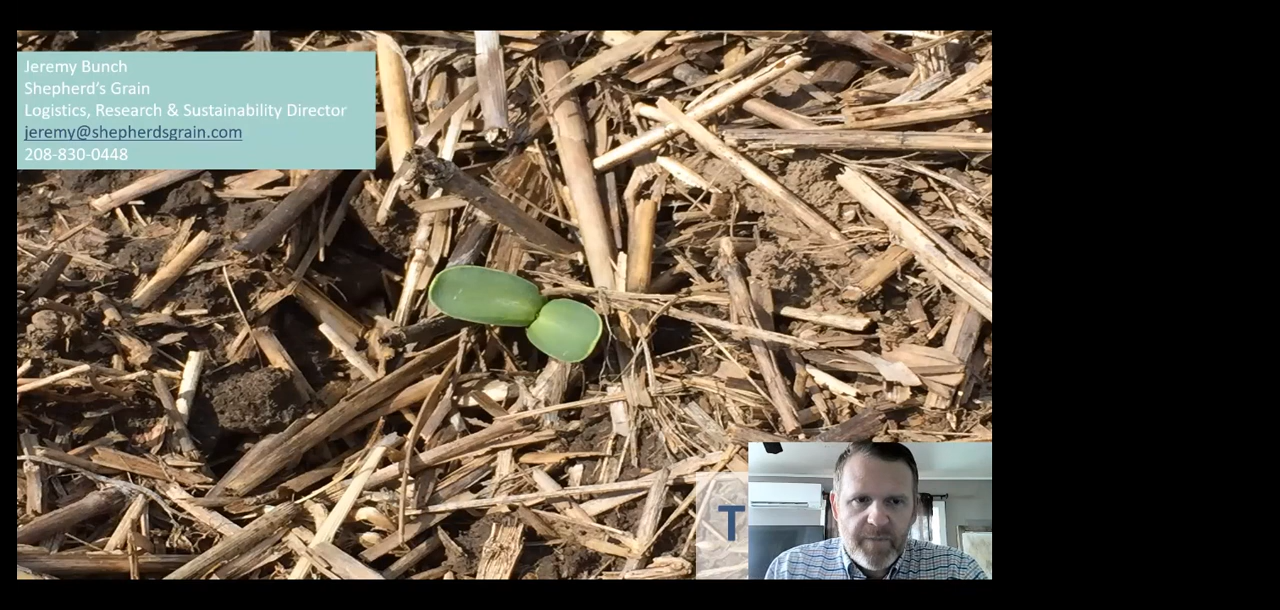 Jeremy Bunch
Shepherd's Grain
Logistics, Research & Sustainability Director
jeremy@shepherdsgrain.com
208-830-0448
T